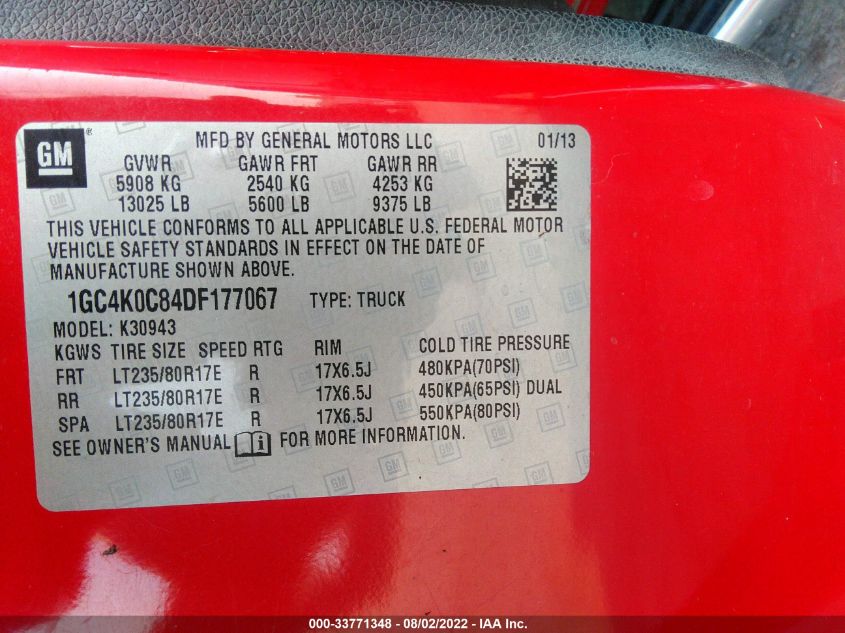 GM ® MFD BY GENERAL MOTORS LLC 01/13
GVWR GAWR FRT GAWR RR
5908 KG 2540 KG 4253 KG
13025 LB 5600 LB 9375 LB
THIS VEHICLE CONFORMS TO ALL APPLICABLE U.S. FEDERAL MOTOR
VEHICLE SAFETY STANDARDS IN EFFECT ON THE DATE OF
MANUFACTURE SHOWN ABOVE.
1GC4K0C84DF177067 TYPE: TRUCK
MODEL: K30943
KGWS TIRE SIZE SPEED RTG RIM COLD TIRE PRESSURE
FRT LT235/80R17E R 17X6.5J 480KPA(70PSI)
RR LT235/80R17E R 17X6.5J 450KPA(65PSI) DUAL
SPA LT235/80R17E R 17X6.5J 550KPA(80PSI)
SEE OWNER'S MANUAL FOR MORE INFORMATION.
000-33771348 - 08/02/2022 - IAA Inc.